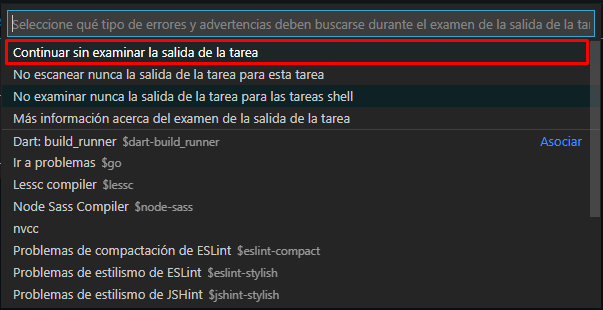 Seleccione qué tipo de errores y advertencias deben buscarse durante el examen de la salida de la
Continuar sin examinar la salida de la tarea
No escanear nunca la salida de la tarea para esta tarea
No examinar nunca la salida de la tarea para las tareas shell
Más información acerca del examen de la salida de la tarea
Dart: build_runner $dart-build_runner Asociar
Ir a problemas $go
Lessc compiler $lessc
Node Sass Compiler $node-sass
nvcc
Problemas de compactación de ESLint $eslint-compact
Problemas de estilismo de ESLint $eslint-stylish
Problemas de estilismo de JSHint $jshint-stylish